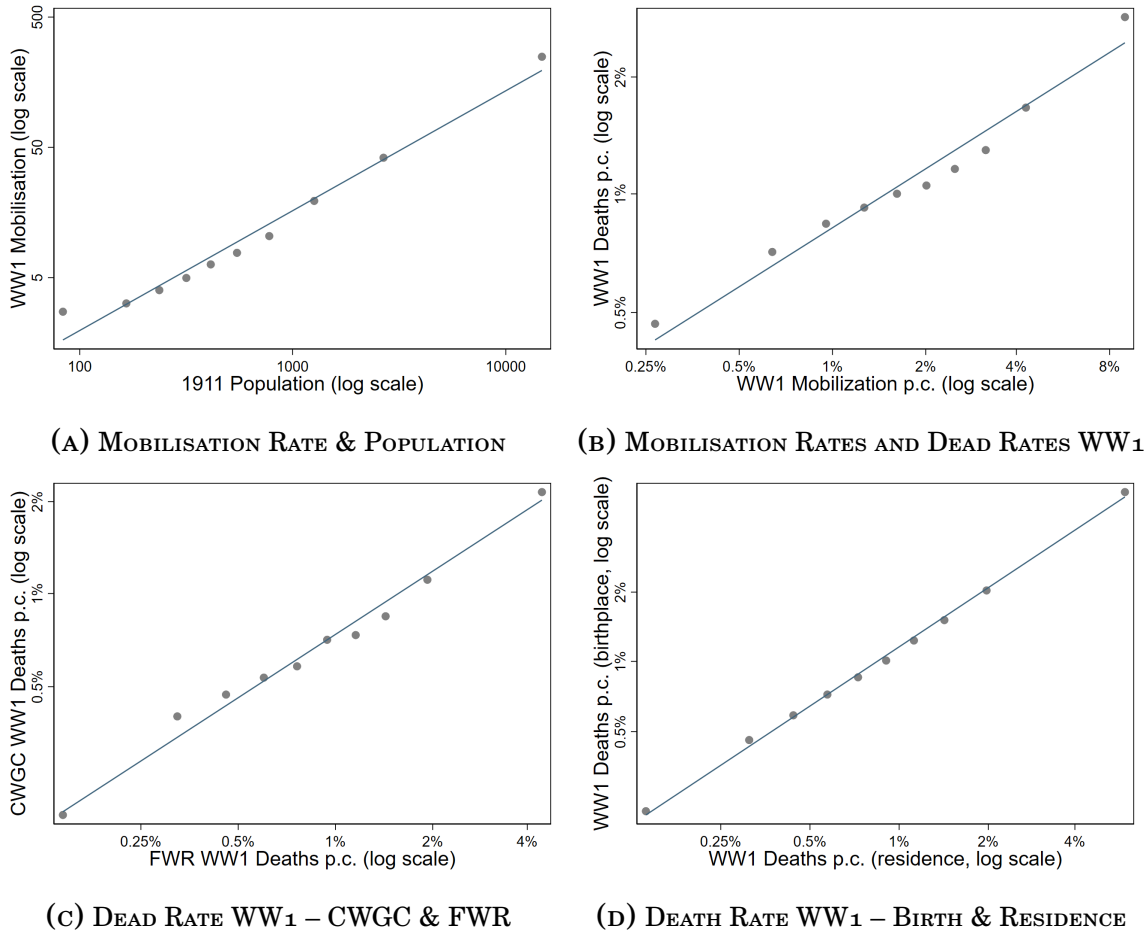 WW1 Mobilisation (log scale)
500
50
5
100
1000
10000
1911 Population (log scale)
(A) Mobilisation Rate & Population
WW1 Deaths p.c. (log scale)
2%
1%
0.5%
0.25%
0.5%
1%
2%
4%
8%
WW1 Mobilization p.c. (log scale)
(B) Mobilisation Rates and Dead Rates WW1
CWGC WW1 Deaths p.c. (log scale)
2%
1%
0.5%
0.25%
0.5%
1%
2%
4%
FWR WW1 Deaths p.c. (log scale)
(C) Dead Rate WW1 – CWGC & FWR
WW1 Deaths p.c. (birthplace, log scale)
2%
1%
0.5%
0.25%
0.5%
1%
2%
4%
WW1 Deaths p.c. (residence, log scale)
(D) Death Rate WW1 – Birth & Residence